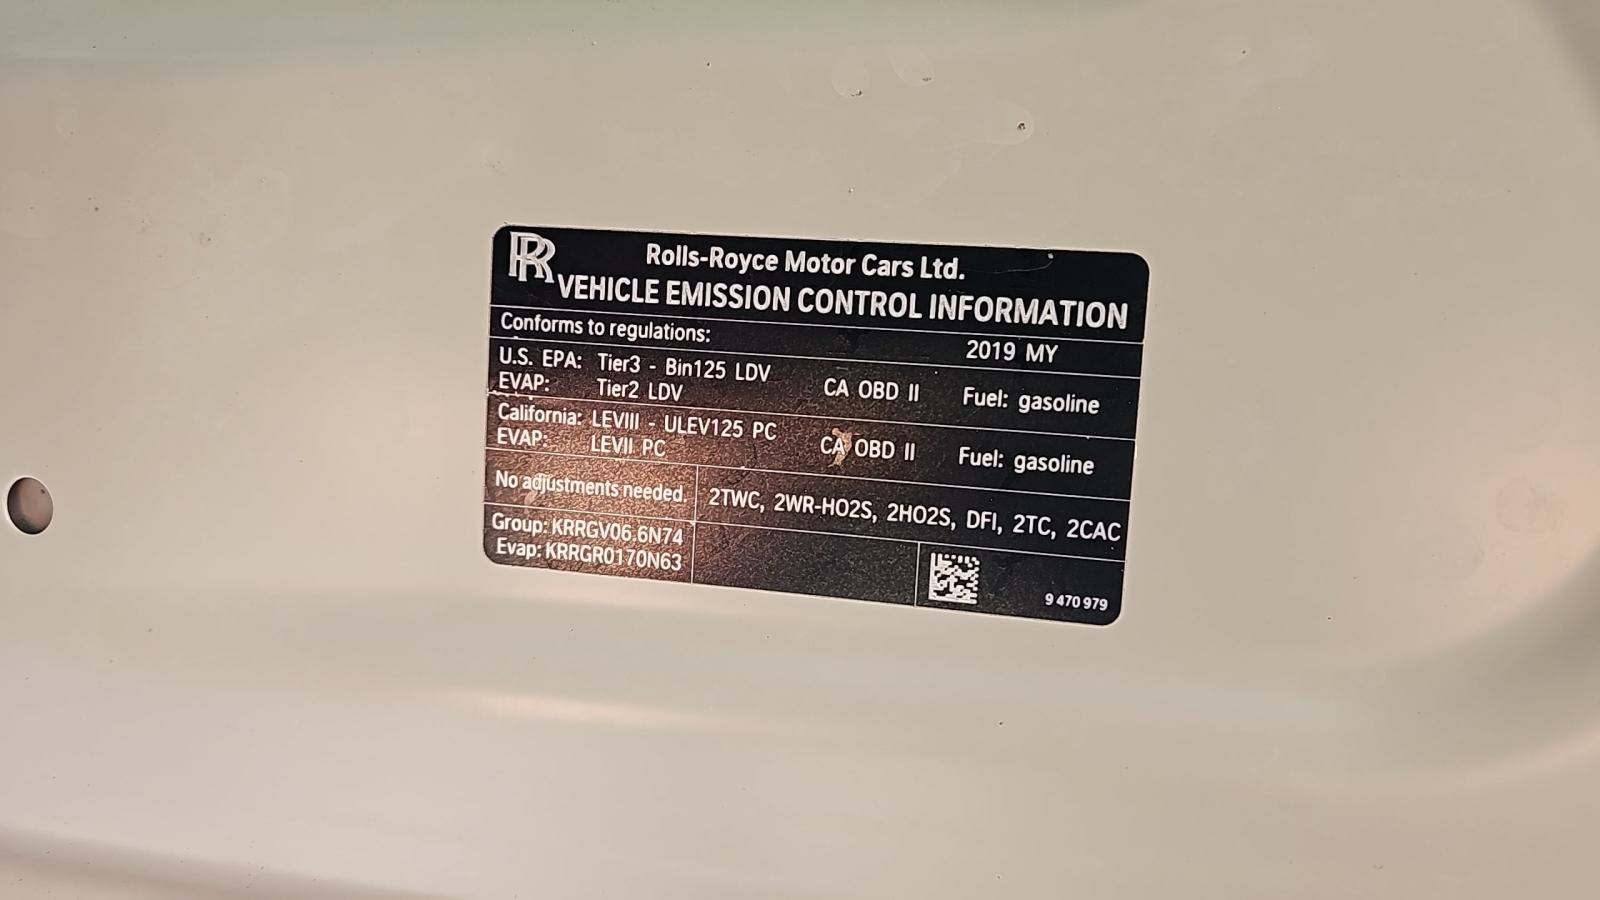 RR
Rolls-Royce Motor Cars Ltd.
VEHICLE EMISSION CONTROL INFORMATION
Conforms to regulations: 2019 MY
U.S. EPA: Tier3 - Bin125 LDV CA OBD II Fuel: gasoline
EVAP: Tier2 LDV
California: LEVIII - ULEV125 PC CA OBD II Fuel: gasoline
EVAP: LEVII PC
No adjustments needed. 2TWC, 2WR-HO2S, 2HO2S, DFI, 2TC, 2CAC
Group: KRRGV06.6N74
Evap: KRRGR0170N63
9 470 979